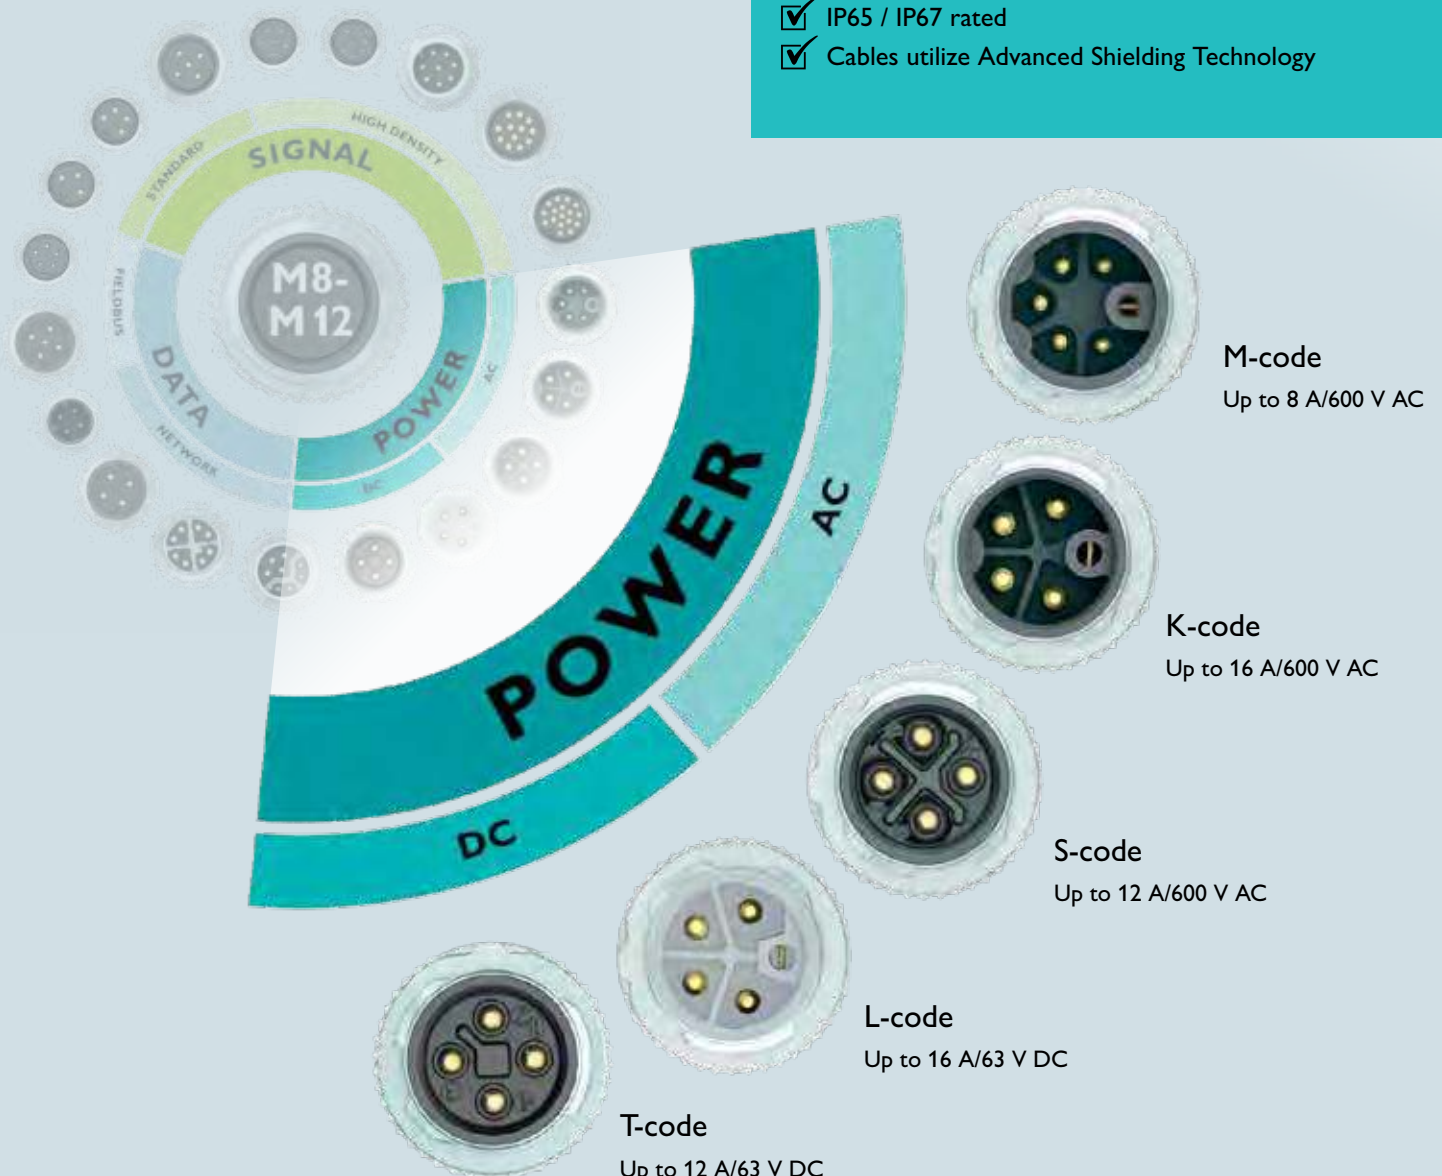 IP65 / IP67 rated
Cables utilize Advanced Shielding Technology
STANDARD
HIGH DENSITY
SIGNAL
M8-
M12
FIELDBUS
DATA
NETWORK
POWER
AC
DC
POWER
AC
DC
M-code
Up to 8 A/600 V AC
K-code
Up to 16 A/600 V AC
S-code
Up to 12 A/600 V AC
L-code
Up to 16 A/63 V DC
T-code
Up to 12 A/63 V DC